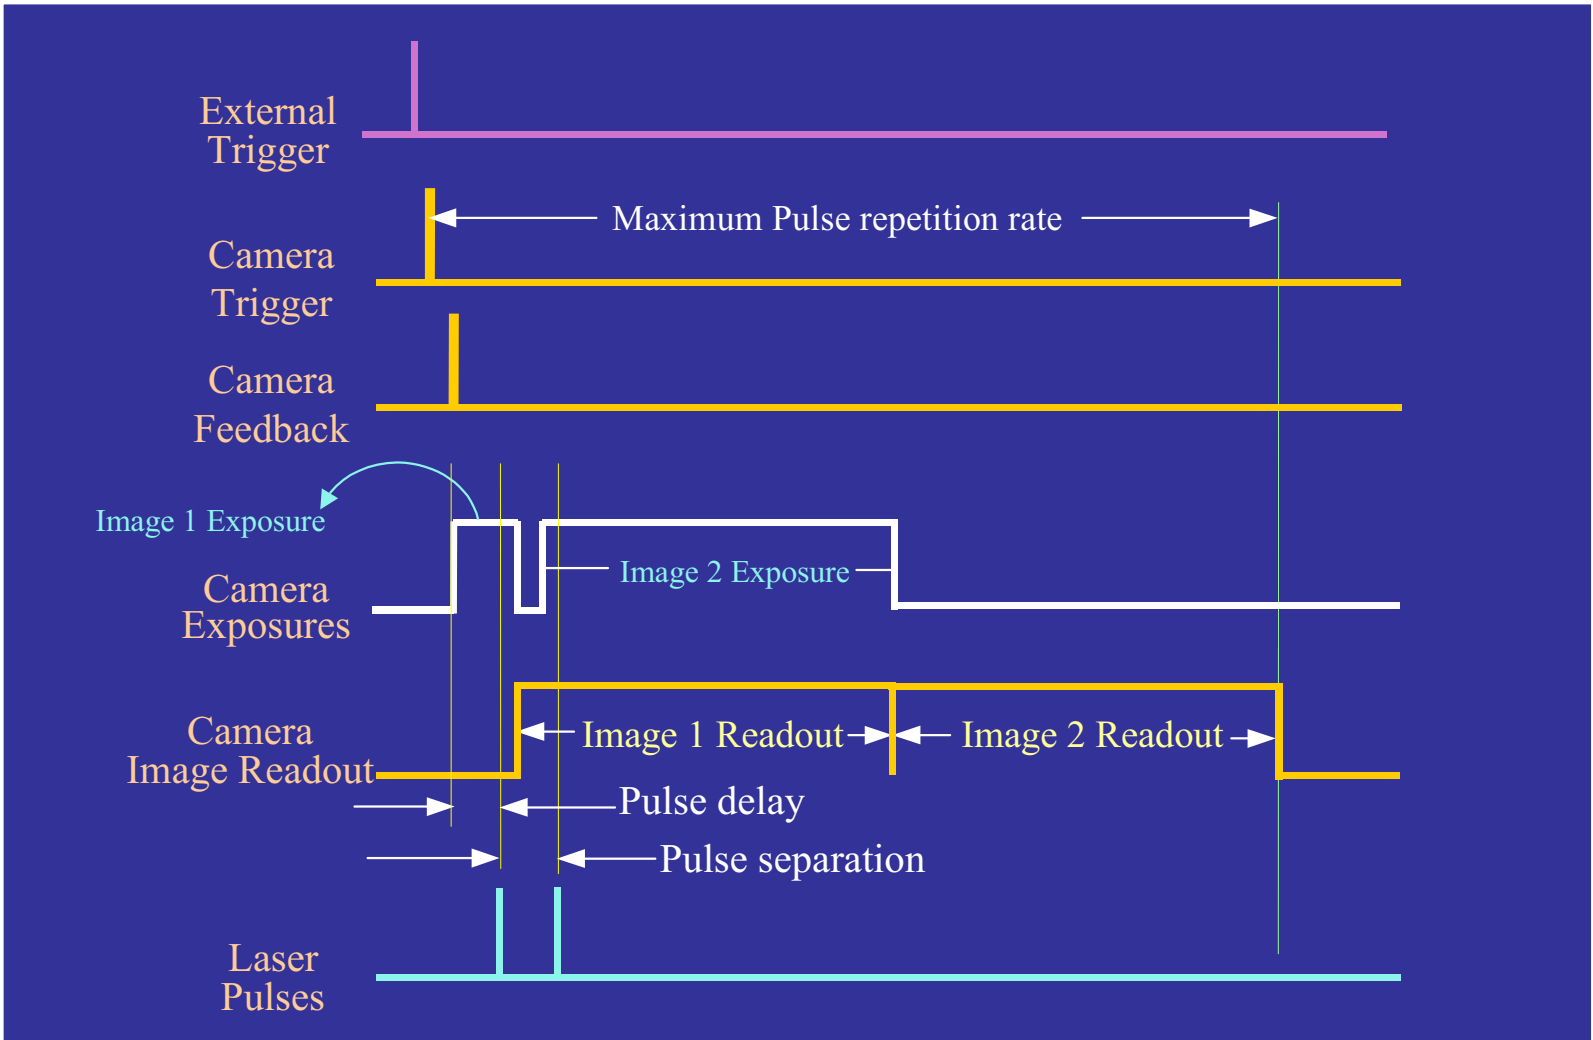 External
Trigger
Maximum Pulse repetition rate
Camera
Trigger
Camera
Feedback
Image 1 Exposure
Image 2 Exposure
Camera
Exposures
Camera
Image Readout
Image 1 Readout
Image 2 Readout
Pulse delay
Pulse separation
Laser
Pulses